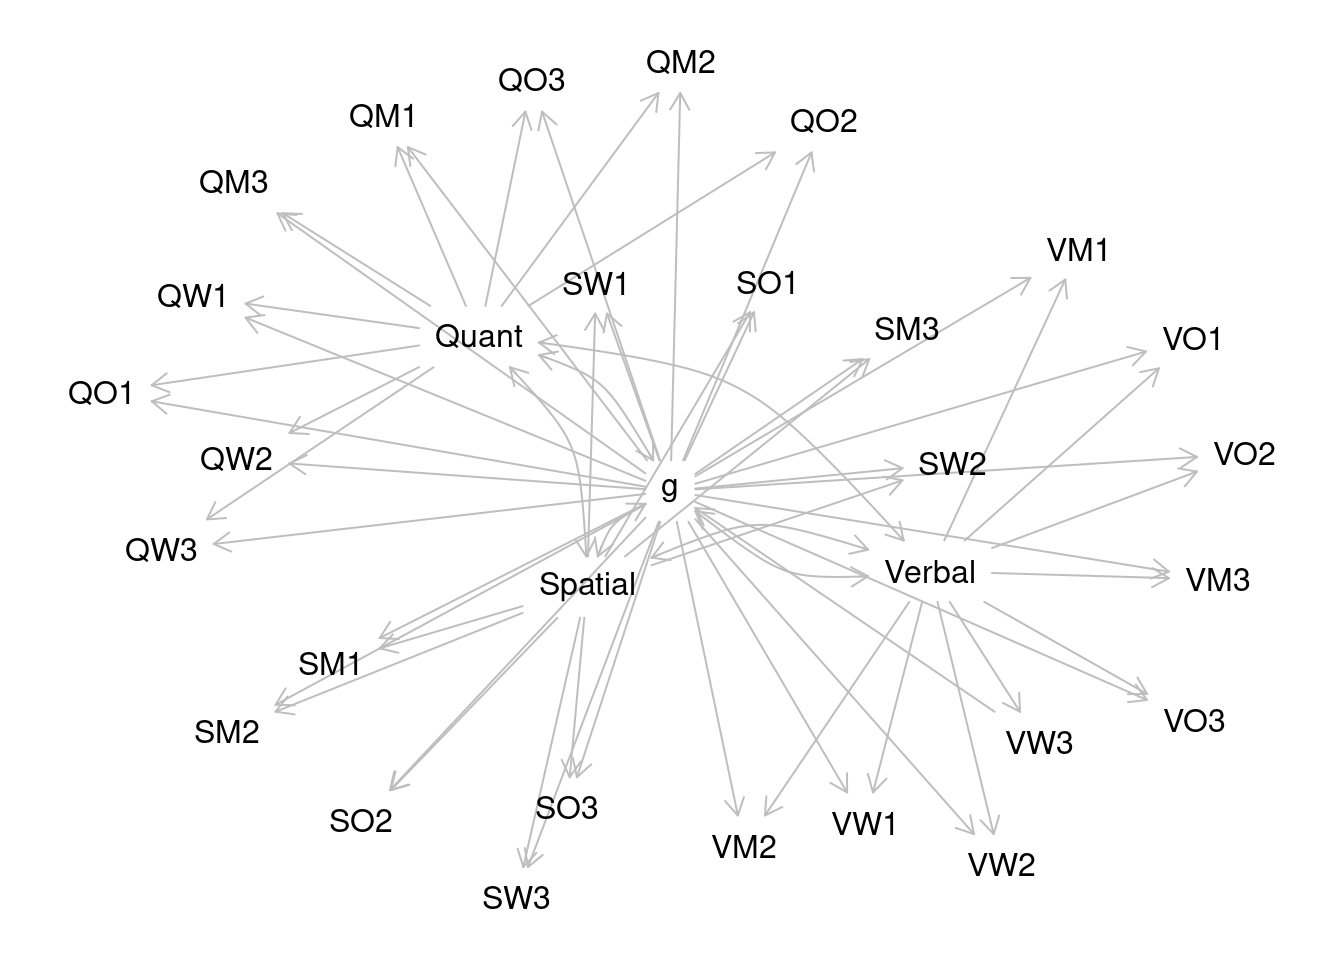 QM2
QO3
QM1
QO2
QM3
VM1
SW1
SO1
QW1
SM3
Quant
VO1
QO1
VO2
QW2
SW2
g
QW3
Verbal
VM3
Spatial
SM1
VO3
SM2
VW3
SO3
SO2
VW1
VM2
VW2
SW3